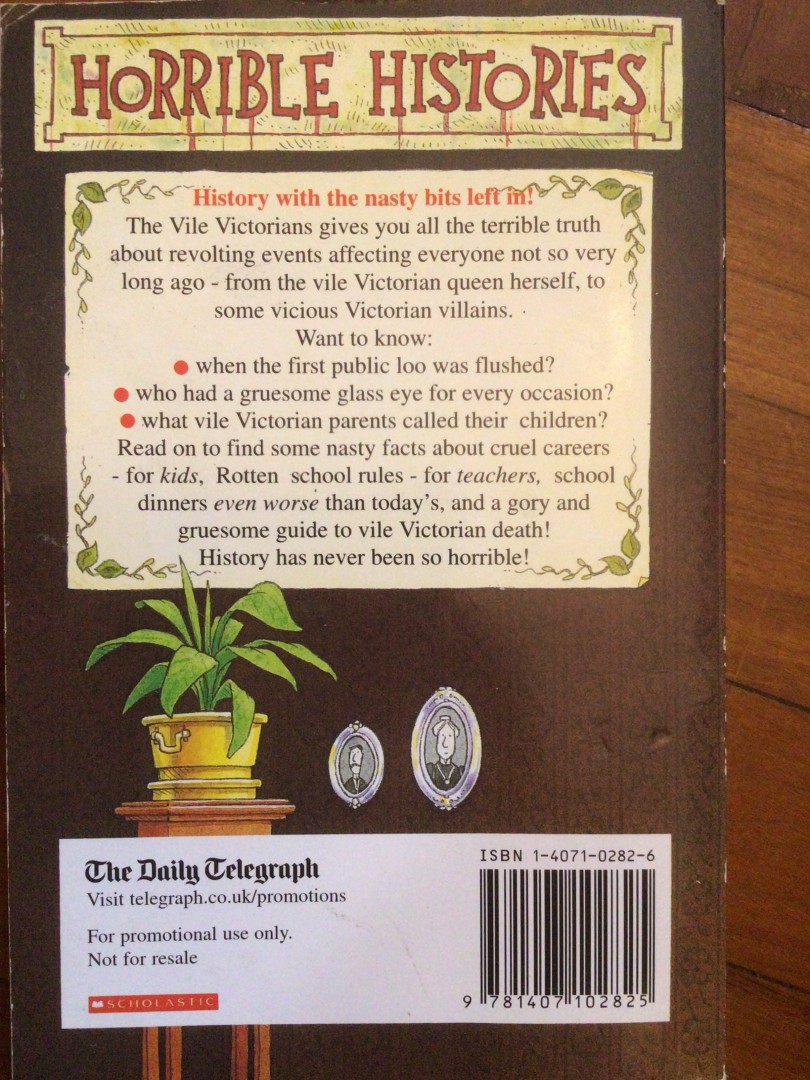 HORRIBLE HISTORIES
History with the nasty bits left in!
The Vile Victorians gives you all the terrible truth
about revolting events affecting everyone not so very
long ago - from the vile Victorian queen herself, to
some vicious Victorian villains.
Want to know:
● when the first public loo was flushed?
● who had a gruesome glass eye for every occasion?
● what vile Victorian parents called their children?
Read on to find some nasty facts about cruel careers
- for kids, Rotten school rules - for teachers, school
dinners even worse than today's, and a gory and
gruesome guide to vile Victorian death!
History has never been so horrible!
The Daily Telegraph
Visit telegraph.co.uk/promotions
For promotional use only.
Not for resale
SCHOLASTIC
ISBN 1-4071-0282-6
9 781407 102825